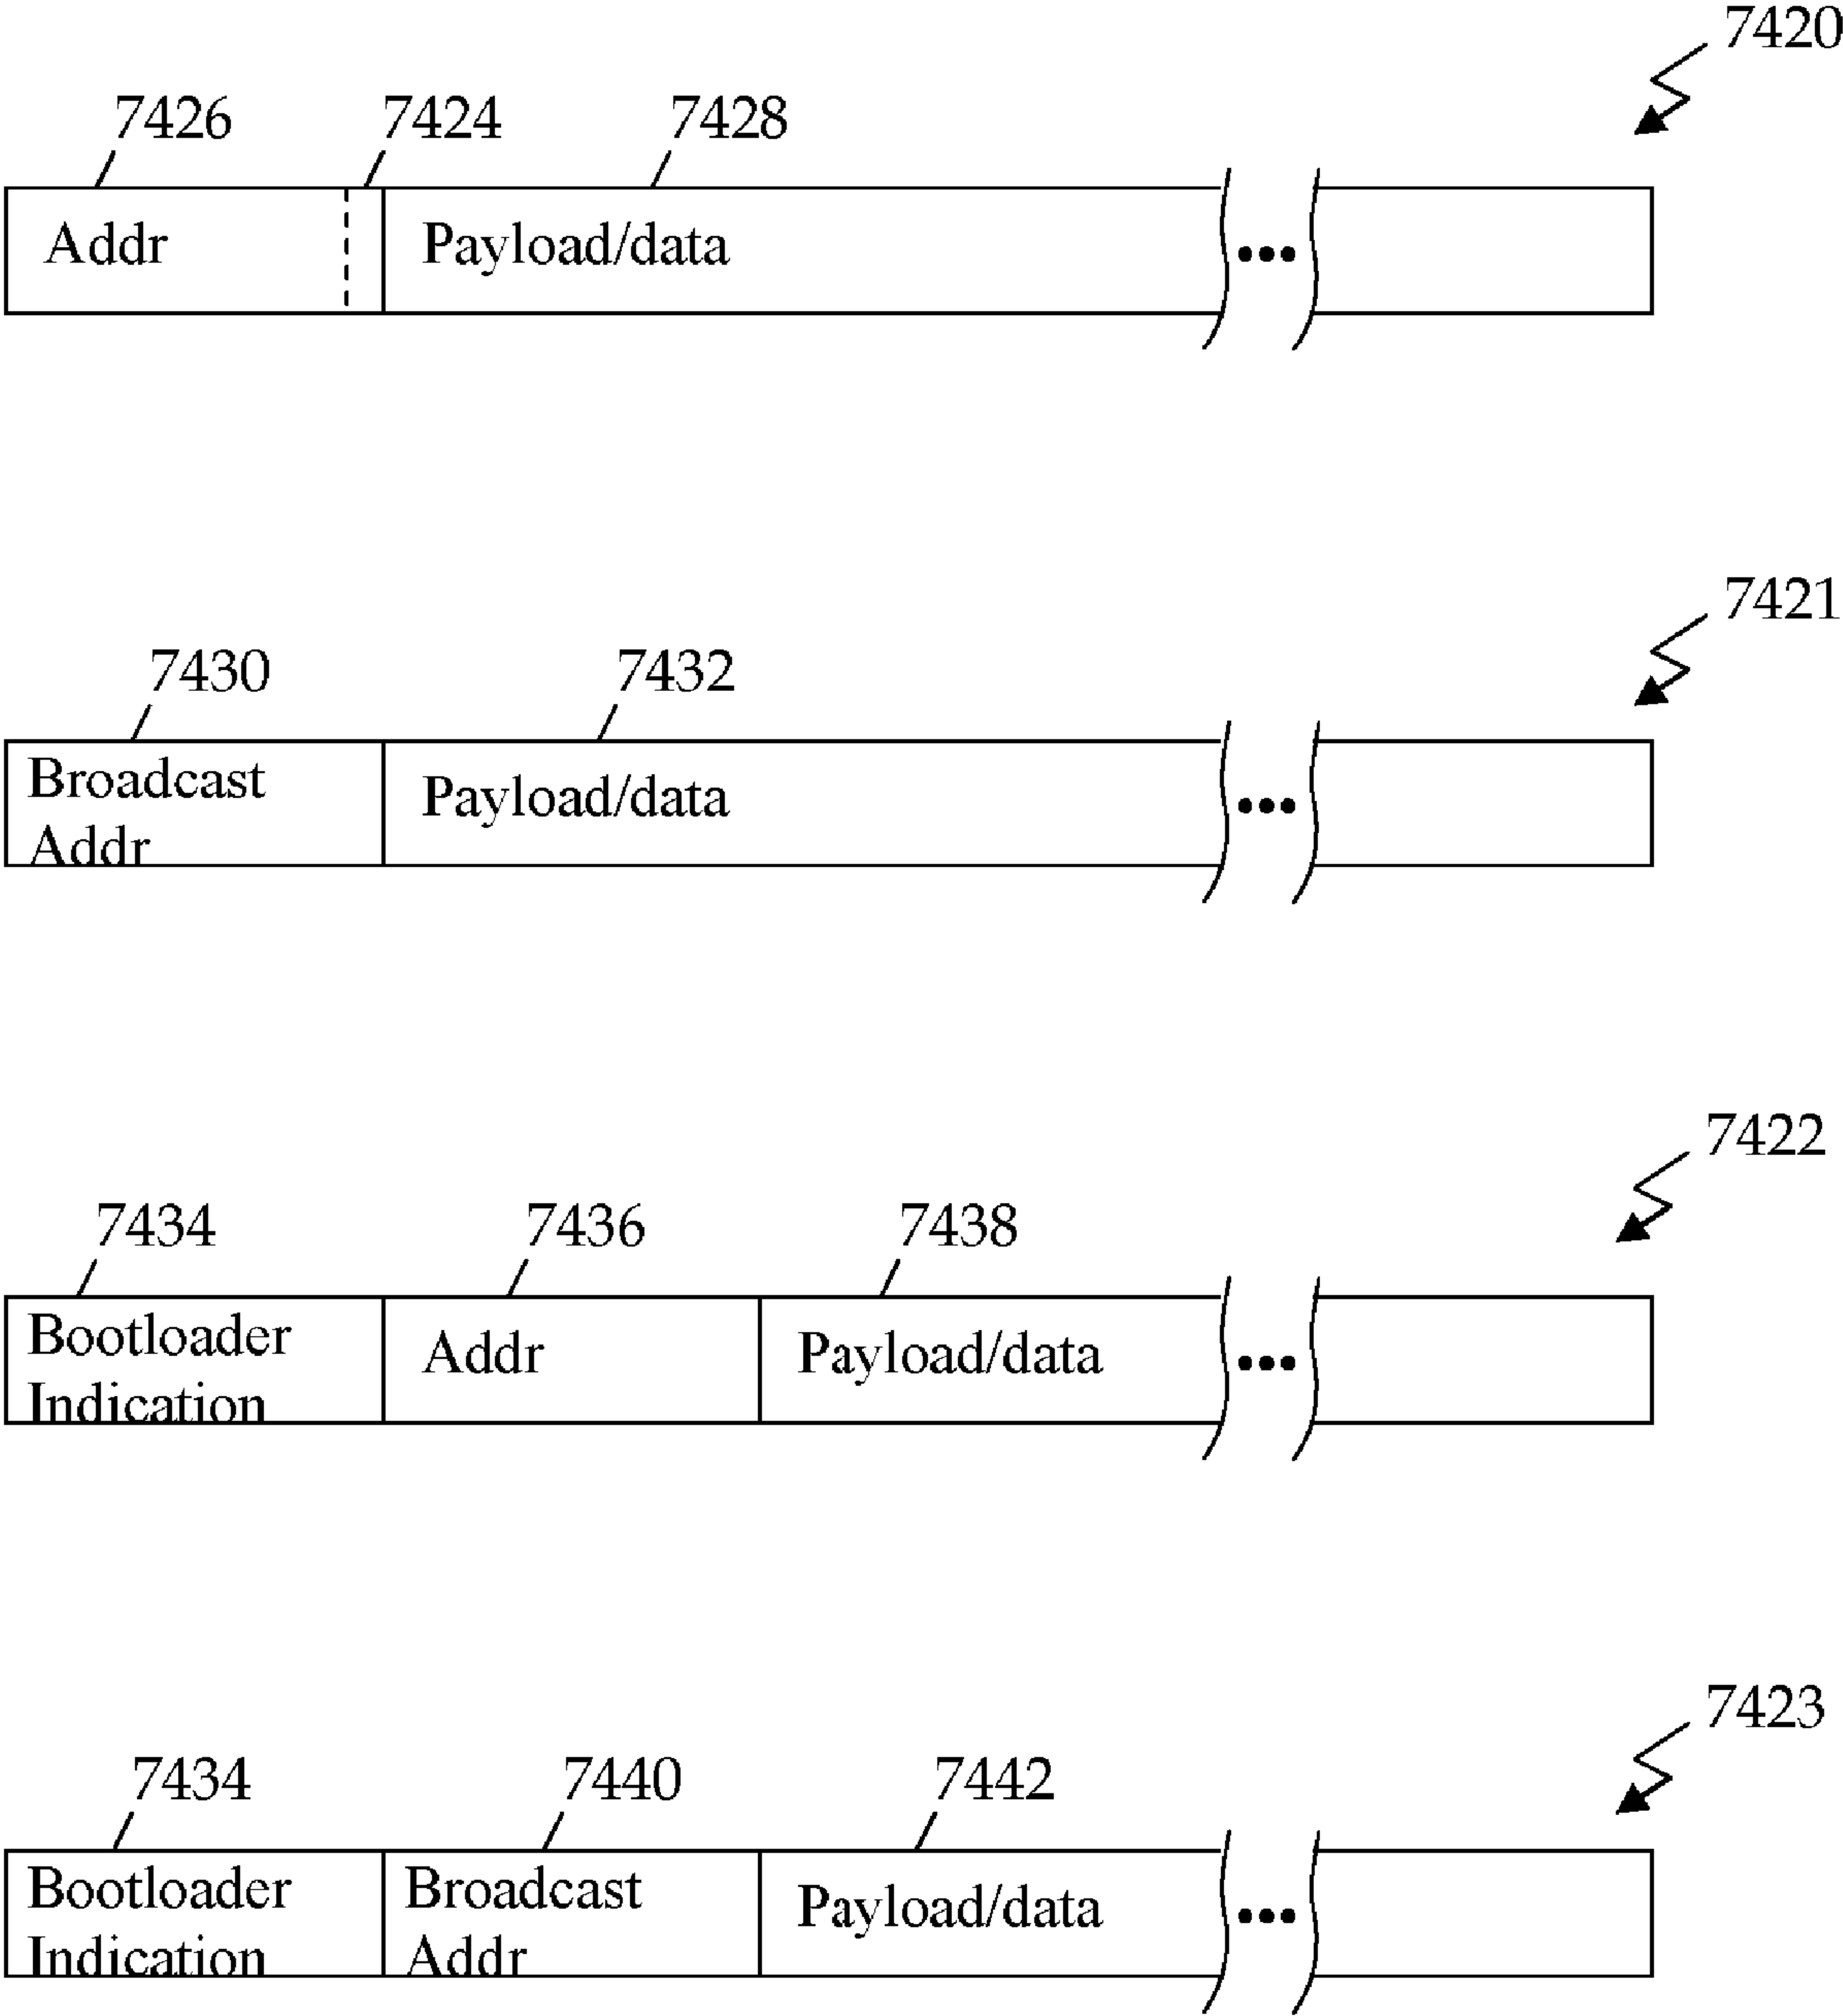 7420
7426 7424 7428
Addr Payload/data ...
7421
7430 7432
Broadcast
Addr
Payload/data ...
7422
7434 7436 7438
Bootloader
Indication
Addr Payload/data ...
7423
7434 7440 7442
Bootloader
Indication
Broadcast
Addr
Payload/data ...